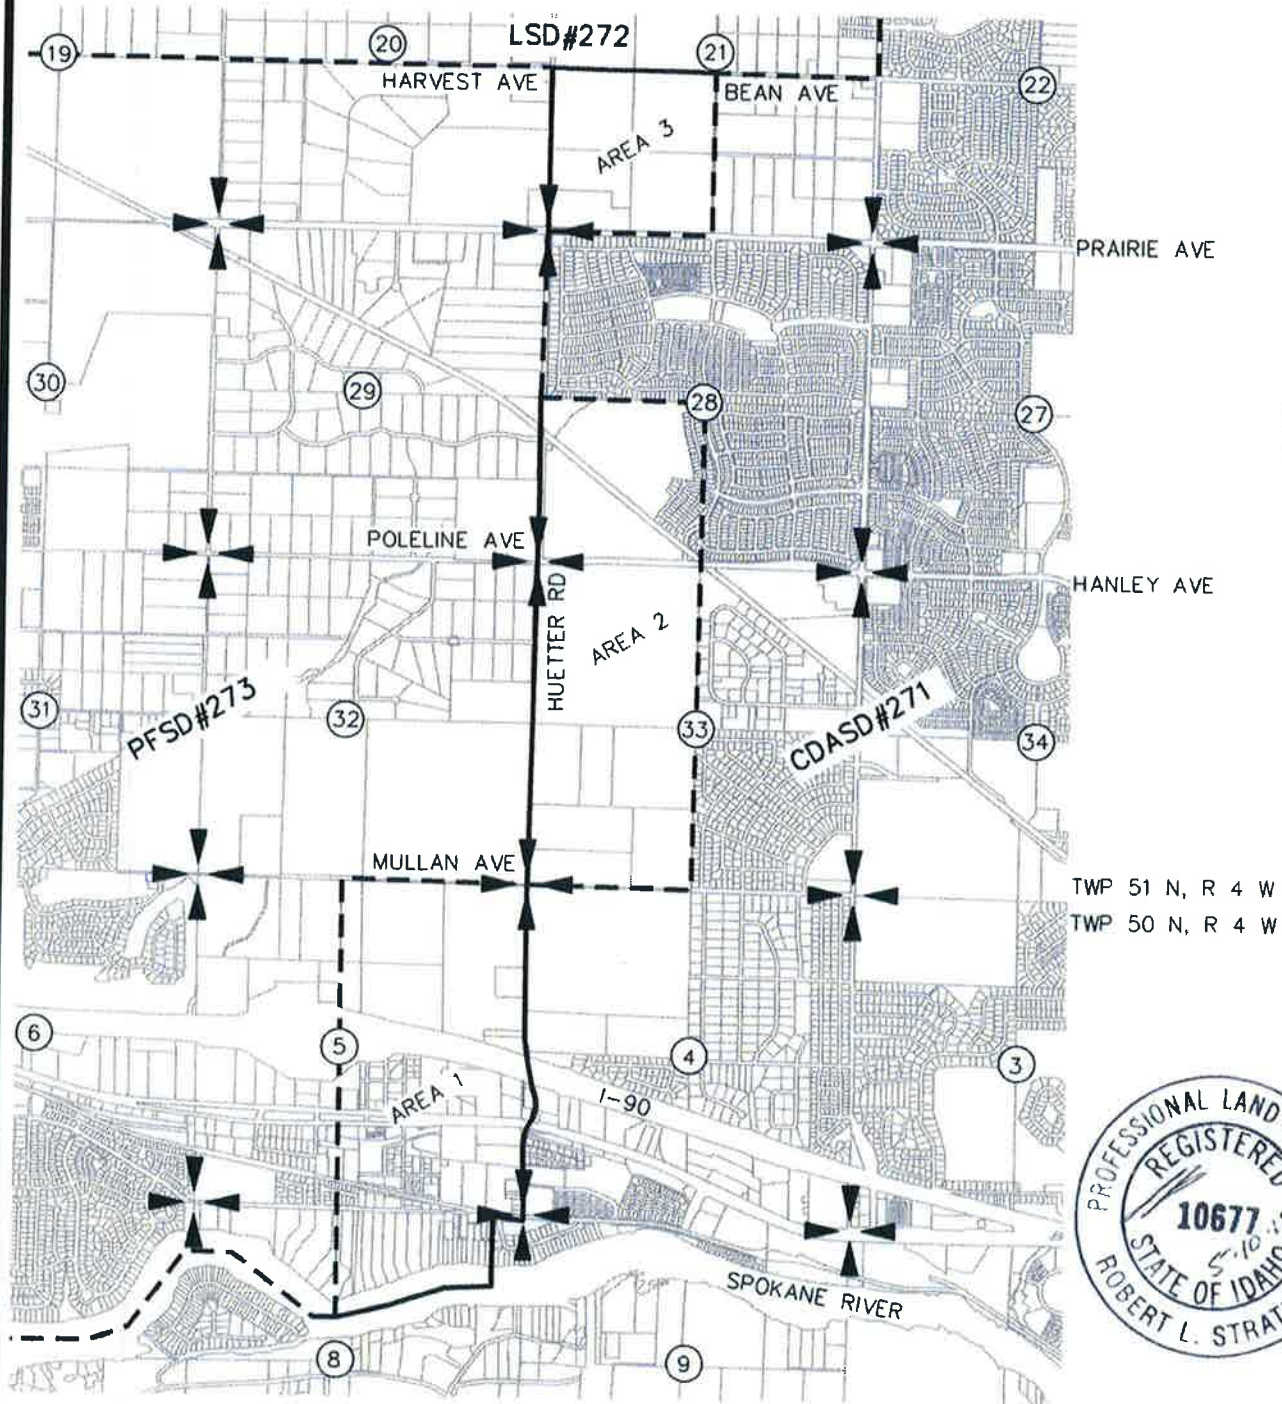 LSD#272
19
20
21
HARVEST AVE
BEAN AVE
22
AREA 3
PRAIRIE AVE
30
29
28
27
POLELINE AVE
HANLEY AVE
HUETTER RD
AREA 2
31
PFSD#273
32
33
CDASD#271
34
MULLAN AVE
TWP 51 N, R 4 W
TWP 50 N, R 4 W
6
5
4
3
AREA 1
I-90
SPOKANE RIVER
8
9
PROFESSIONAL LAND
REGISTERED
10677
5-10
STATE OF IDAHO
ROBERT L. STRAT